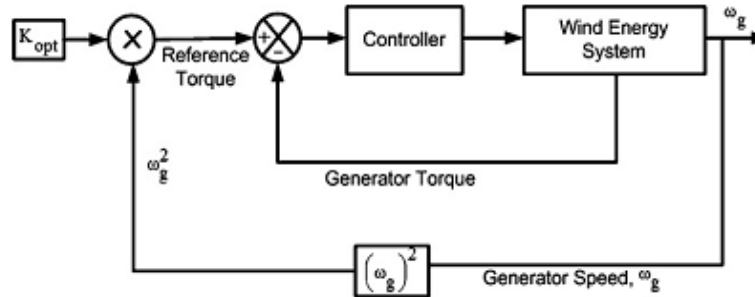 K_opt
×
Reference
Torque
+
−
Controller
Wind Energy
System
ω_g
ω_g^2
Generator Torque
(ω_g)^2
Generator Speed, ω_g